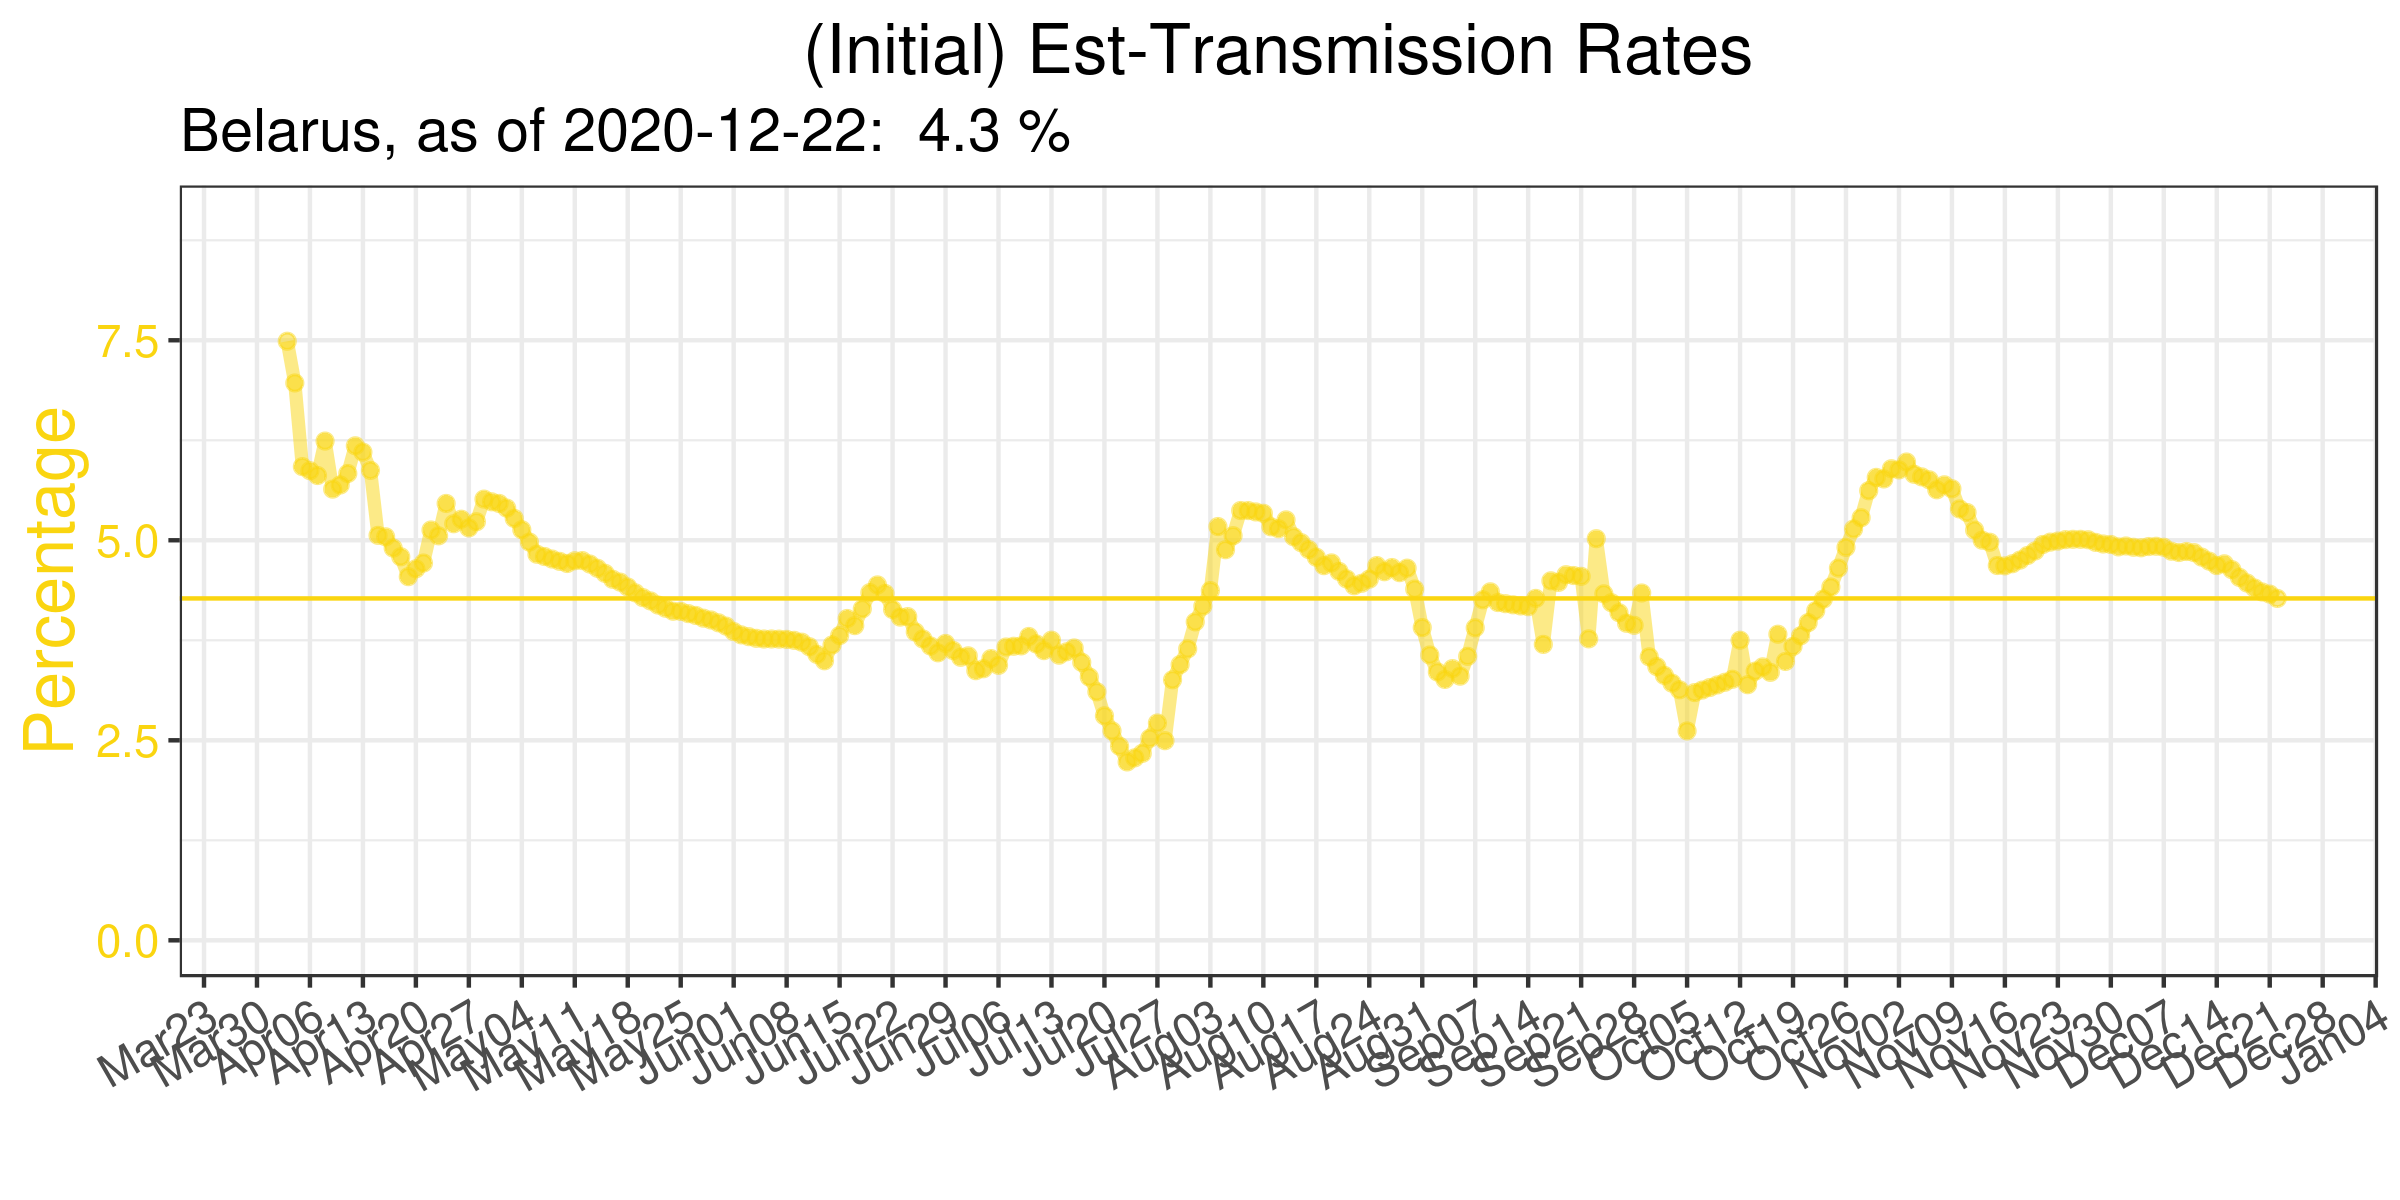 (Initial) Est-Transmission Rates
Belarus, as of 2020-12-22:  4.3 %
Percentage
7.5
5.0
2.5
0.0
Mar23
Mar30
Apr06
Apr13
Apr20
Apr27
May04
May11
May18
May25
Jun01
Jun08
Jun15
Jun22
Jun29
Jul06
Jul13
Jul20
Jul27
Aug03
Aug10
Aug17
Aug24
Aug31
Sep07
Sep14
Sep21
Sep28
Oct05
Oct12
Oct19
Oct26
Nov02
Nov09
Nov16
Nov23
Nov30
Dec07
Dec14
Dec21
Dec28
Jan04